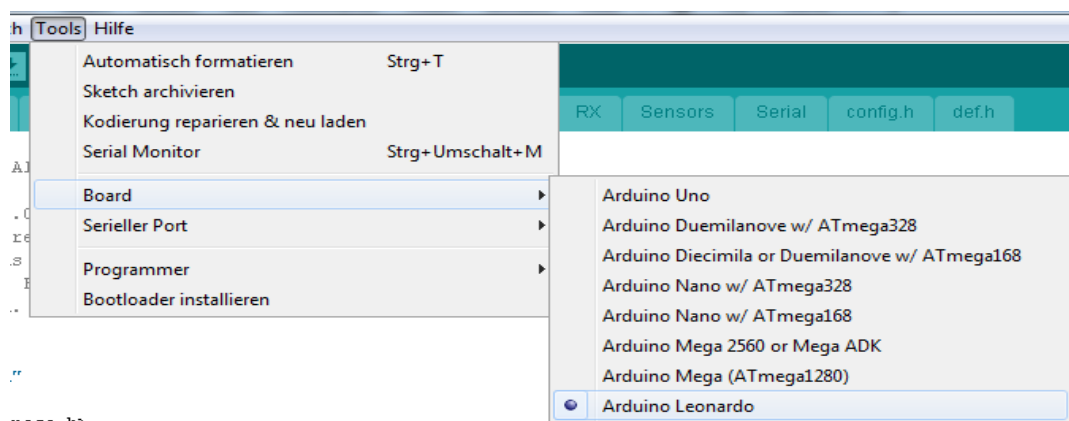 Tools Hilfe
Automatisch formatieren Strg+T
Sketch archivieren
Kodierung reparieren & neu laden
Serial Monitor Strg+Umschalt+M
RX Sensors Serial config.h def.h
Board
Serieller Port
Programmer
Bootloader installieren
Arduino Uno
Arduino Duemilanove w/ ATmega328
Arduino Diecimila or Duemilanove w/ ATmega168
Arduino Nano w/ ATmega328
Arduino Nano w/ ATmega168
Arduino Mega 2560 or Mega ADK
Arduino Mega (ATmega1280)
Arduino Leonardo